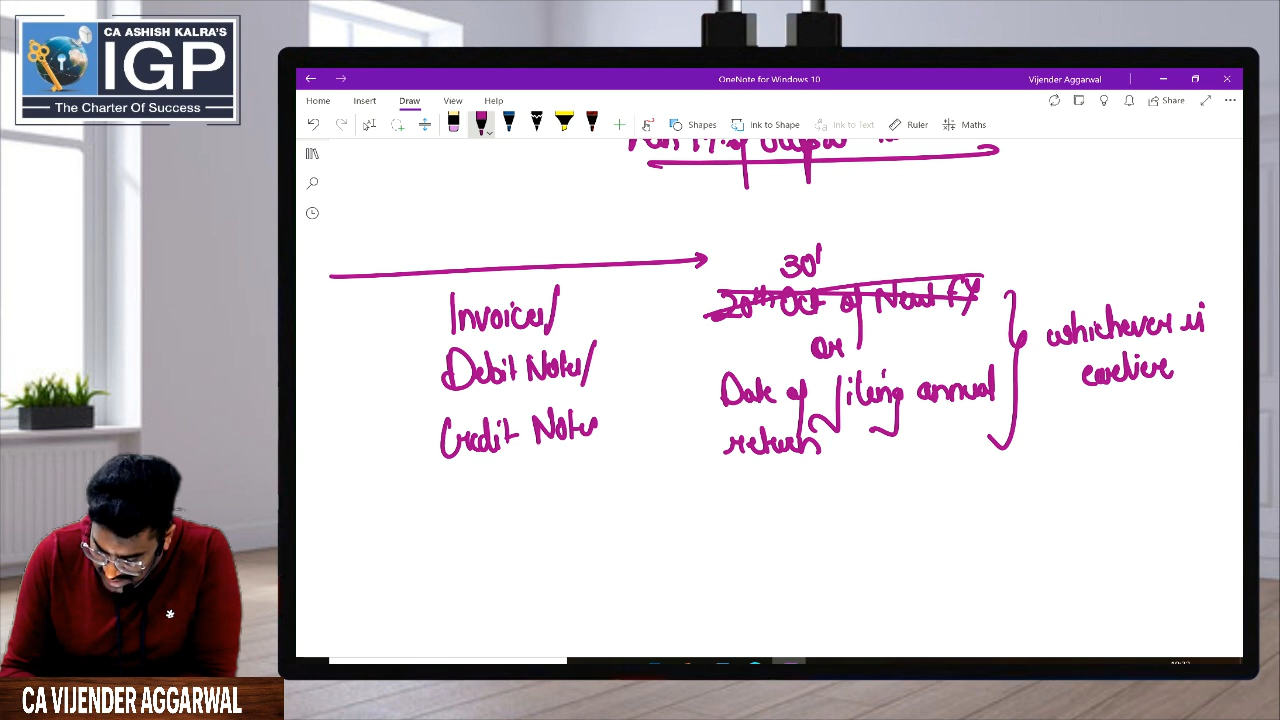 CA ASHISH KALRA'S
IGP
The Charter Of Success
OneNote for Windows 10
Vijender Aggarwal
Home Insert Draw View Help
Share
Shapes Ink to Shape Ink to Text Ruler Maths
30t
20th Oct of Next FY
or
Date of filing annual
return
whichever is
earlier
Invoice/
Debit Note/
Credit Note
CA VIJENDER AGGARWAL